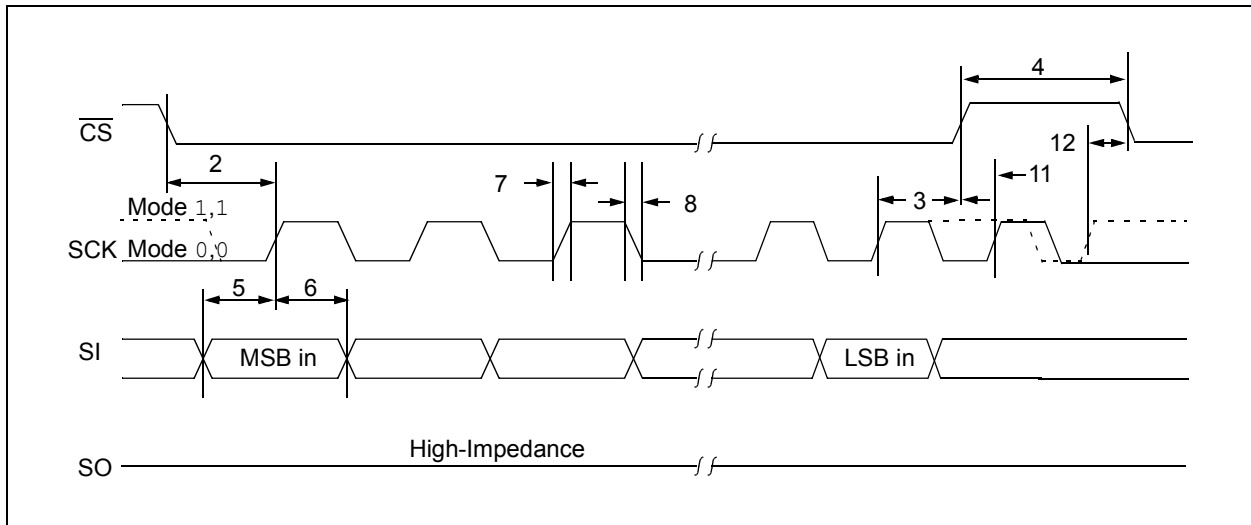 4
CS
12
2
7
8
3
11
Mode 1,1
SCK Mode 0,0
5 6
SI MSB in LSB in
High-Impedance
SO